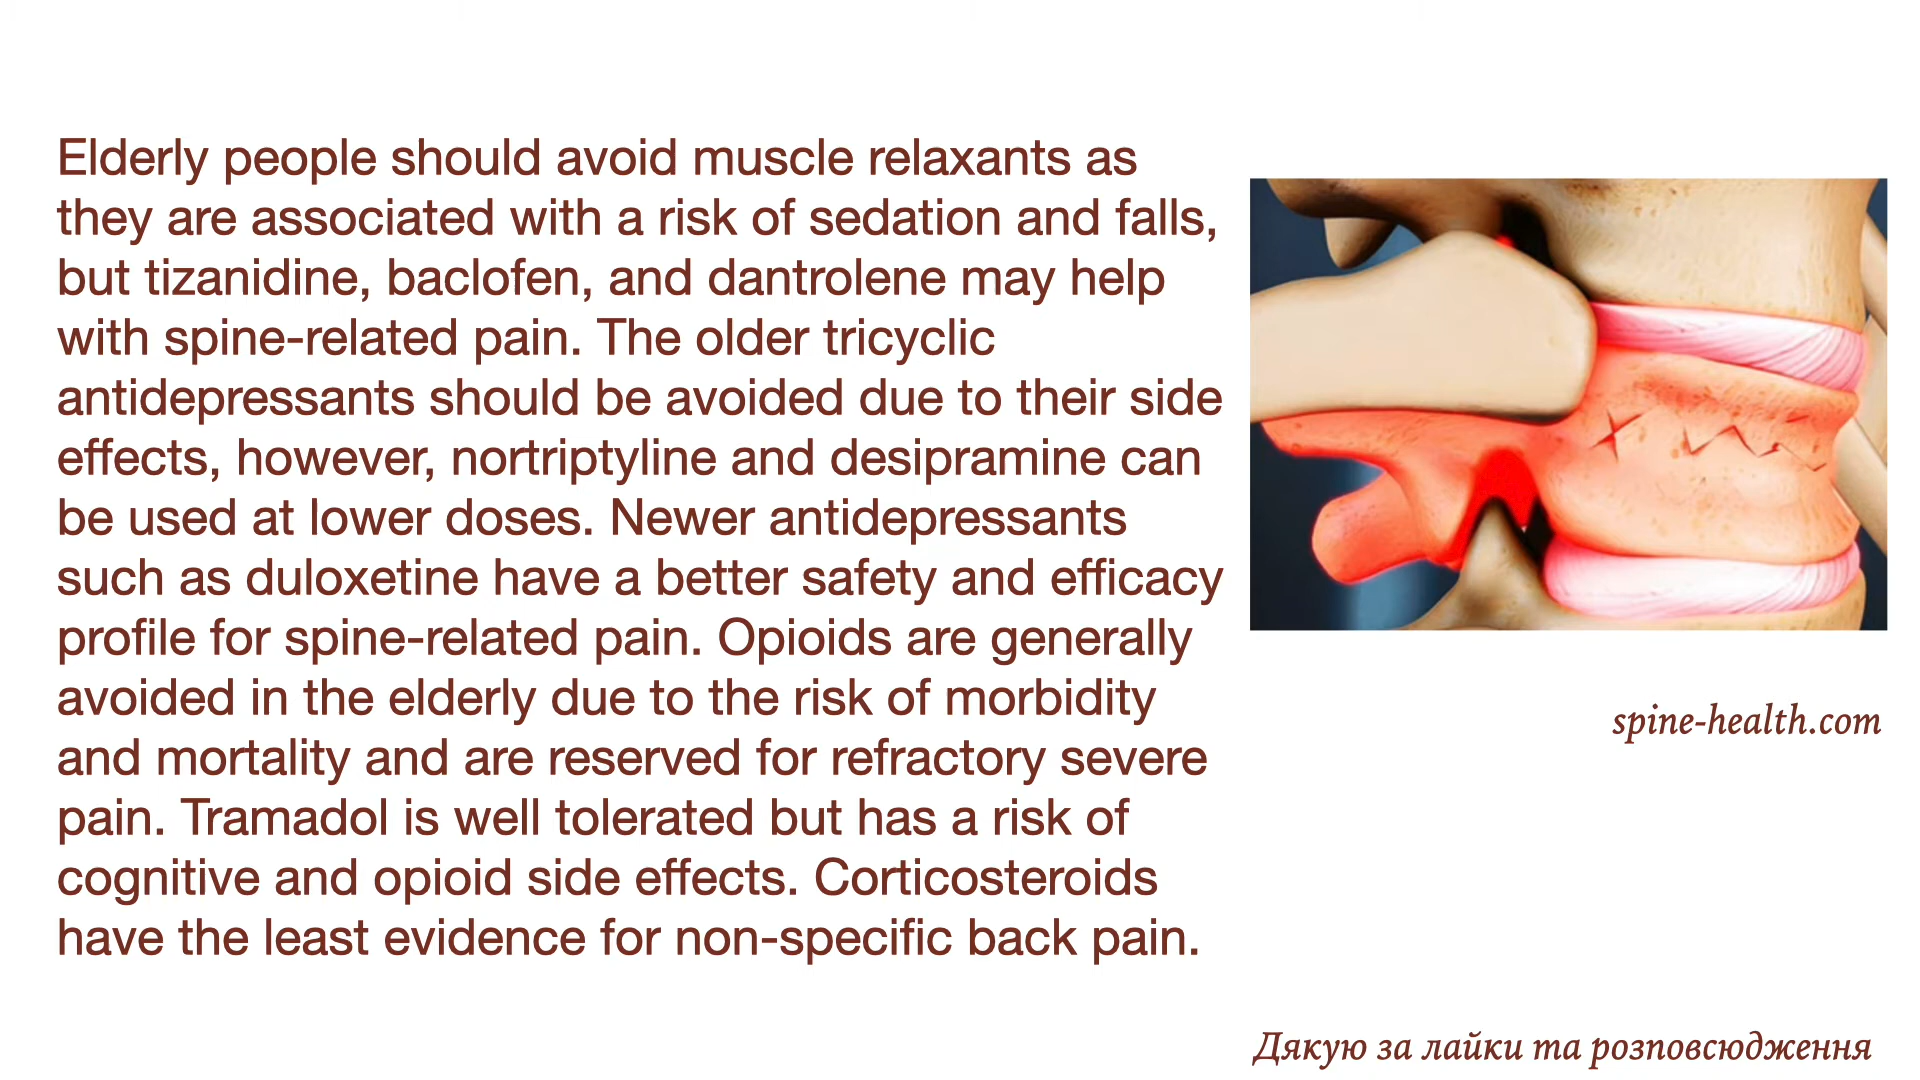 Elderly people should avoid muscle relaxants as
they are associated with a risk of sedation and falls,
but tizanidine, baclofen, and dantrolene may help
with spine-related pain. The older tricyclic
antidepressants should be avoided due to their side
effects, however, nortriptyline and desipramine can
be used at lower doses. Newer antidepressants
such as duloxetine have a better safety and efficacy
profile for spine-related pain. Opioids are generally
avoided in the elderly due to the risk of morbidity
and mortality and are reserved for refractory severe
pain. Tramadol is well tolerated but has a risk of
cognitive and opioid side effects. Corticosteroids
have the least evidence for non-specific back pain.
spine-health.com
Дякую за лайки та розповсюдження